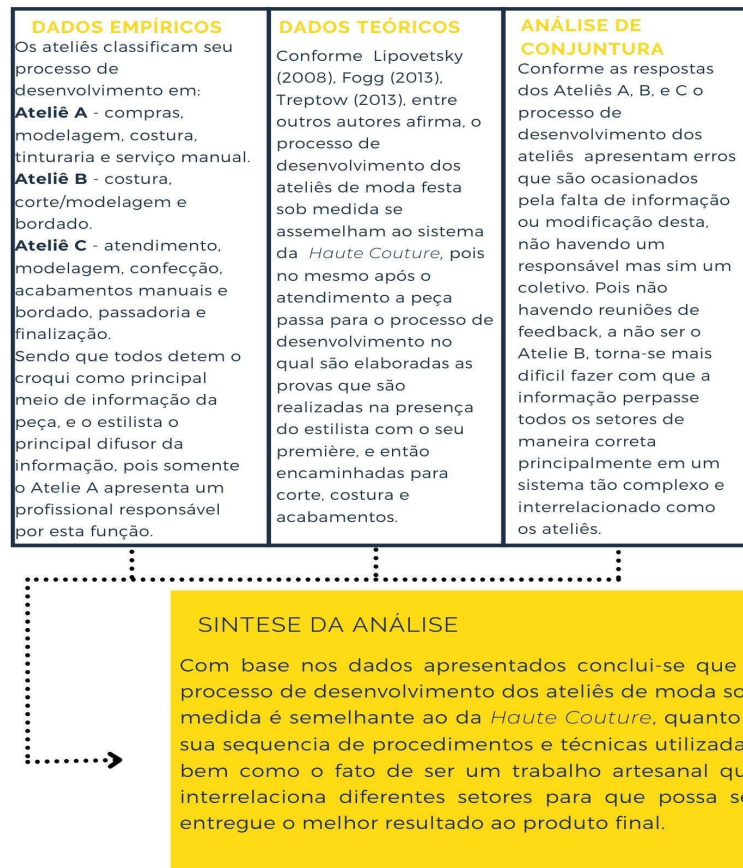 DADOS EMPÍRICOS
Os ateliês classificam seu
processo de
desenvolvimento em:
Ateliê A - compras,
modelagem, costura,
tinturaria e serviço manual.
Ateliê B - costura,
corte/modelagem e
bordado.
Ateliê C - atendimento,
modelagem, confecção,
acabamentos manuais e
bordado, passadoria e
finalização.
Sendo que todos detem o
croqui como principal
meio de informação da
peça, e o estilista o
principal difusor da
informação, pois somente
o Atelie A apresenta um
profissional responsável
por esta função.
DADOS TEÓRICOS
Conforme Lipovetsky
(2008), Fogg (2013),
Treptow (2013), entre
outros autores afirma, o
processo de
desenvolvimento dos
ateliês de moda festa
sob medida se
assemelham ao sistema
da Haute Couture, pois
no mesmo após o
atendimento a peça
passa para o processo de
desenvolvimento no
qual são elaboradas as
provas que são
realizadas na presença
do estilista com o seu
première, e então
encaminhadas para
corte, costura e
acabamentos.
ANÁLISE DE
CONJUNTURA
Conforme as respostas
dos Ateliês A, B, e C o
processo de
desenvolvimento dos
ateliês apresentam erros
que são ocasionados
pela falta de informação
ou modificação desta,
não havendo um
responsável mas sim um
coletivo. Pois não
havendo reuniões de
feedback, a não ser o
Atelie B, torna-se mais
dificil fazer com que a
informação perpasse
todos os setores de
maneira correta
principalmente em um
sistema tão complexo e
interrelacionado como
os ateliês.
SINTESE DA ANÁLISE
Com base nos dados apresentados conclui-se que
processo de desenvolvimento dos ateliês de moda so
medida é semelhante ao da Haute Couture, quanto
sua sequencia de procedimentos e técnicas utilizada
bem como o fato de ser um trabalho artesanal qu
interrelaciona diferentes setores para que possa se
entregue o melhor resultado ao produto final.